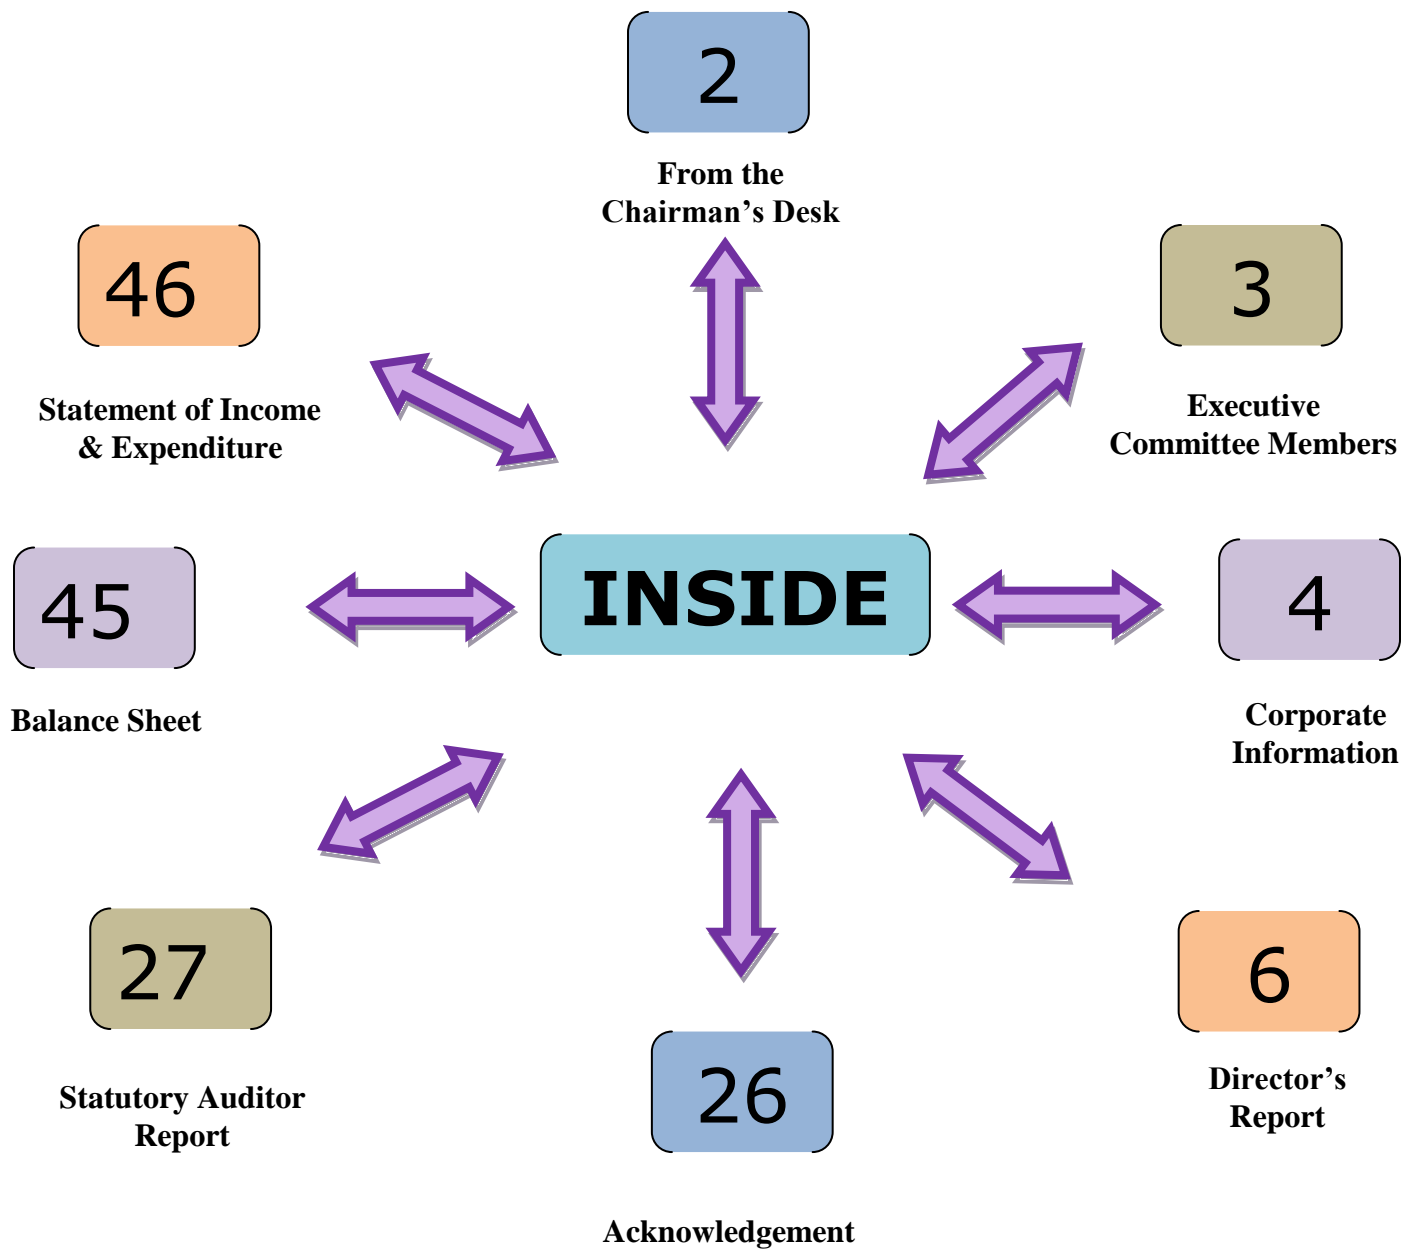 2
From the
Chairman’s Desk
46
Statement of Income
& Expenditure
3
Executive
Committee Members
45
Balance Sheet
INSIDE
4
Corporate
Information
27
Statutory Auditor
Report
26
Acknowledgement
6
Director’s
Report